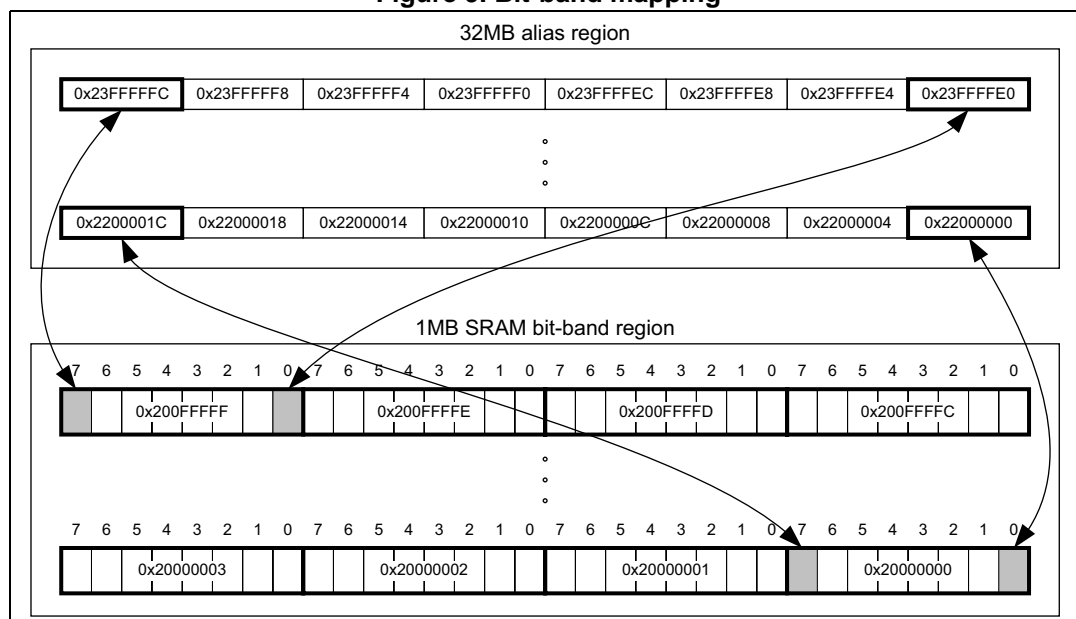 Figure 5. Bit-band mapping
32MB alias region
0x23FFFFFC 0x23FFFFF8 0x23FFFFF4 0x23FFFFF0 0x23FFFFEC 0x23FFFFE8 0x23FFFFE4 0x23FFFFE0
0x2200001C 0x22000018 0x22000014 0x22000010 0x2200000C 0x22000008 0x22000004 0x22000000
1MB SRAM bit-band region
7 6 5 4 3 2 1 0 7 6 5 4 3 2 1 0 7 6 5 4 3 2 1 0 7 6 5 4 3 2 1 0
0x200FFFFF 0x200FFFFE 0x200FFFFD 0x200FFFFC
7 6 5 4 3 2 1 0 7 6 5 4 3 2 1 0 7 6 5 4 3 2 1 0 7 6 5 4 3 2 1 0
0x20000003 0x20000002 0x20000001 0x20000000